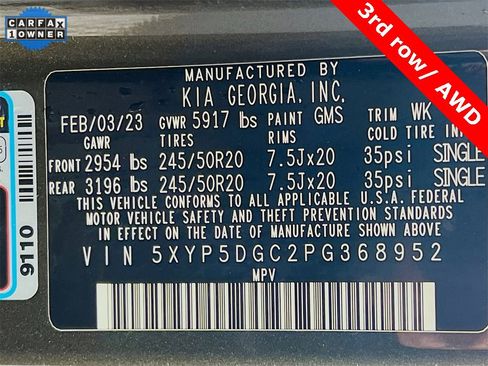 CARFAX
1 OWNER
3rd row/ AWD
MANUFACTURED BY
KIA GEORGIA, INC.
FEB/03/23 GVWR 5917 lbs PAINT GMS TRIM WK
GAWR TIRES RIMS COLD TIRE INF
FRONT 2954 lbs 245/50R20 7.5Jx20 35psi SINGLE
REAR 3196 lbs 245/50R20 7.5Jx20 35psi SINGLE
THIS VEHICLE CONFORMS TO ALL APPLICABLE U.S.A FEDERAL
MOTOR VEHICLE SAFETY AND THEFT PREVENTION STANDARDS
IN EFFECT ON THE DATE OF MANUFACTURE SHOWN ABOVE
VIN 5XYP5DGC2PG368952
MPV
9110